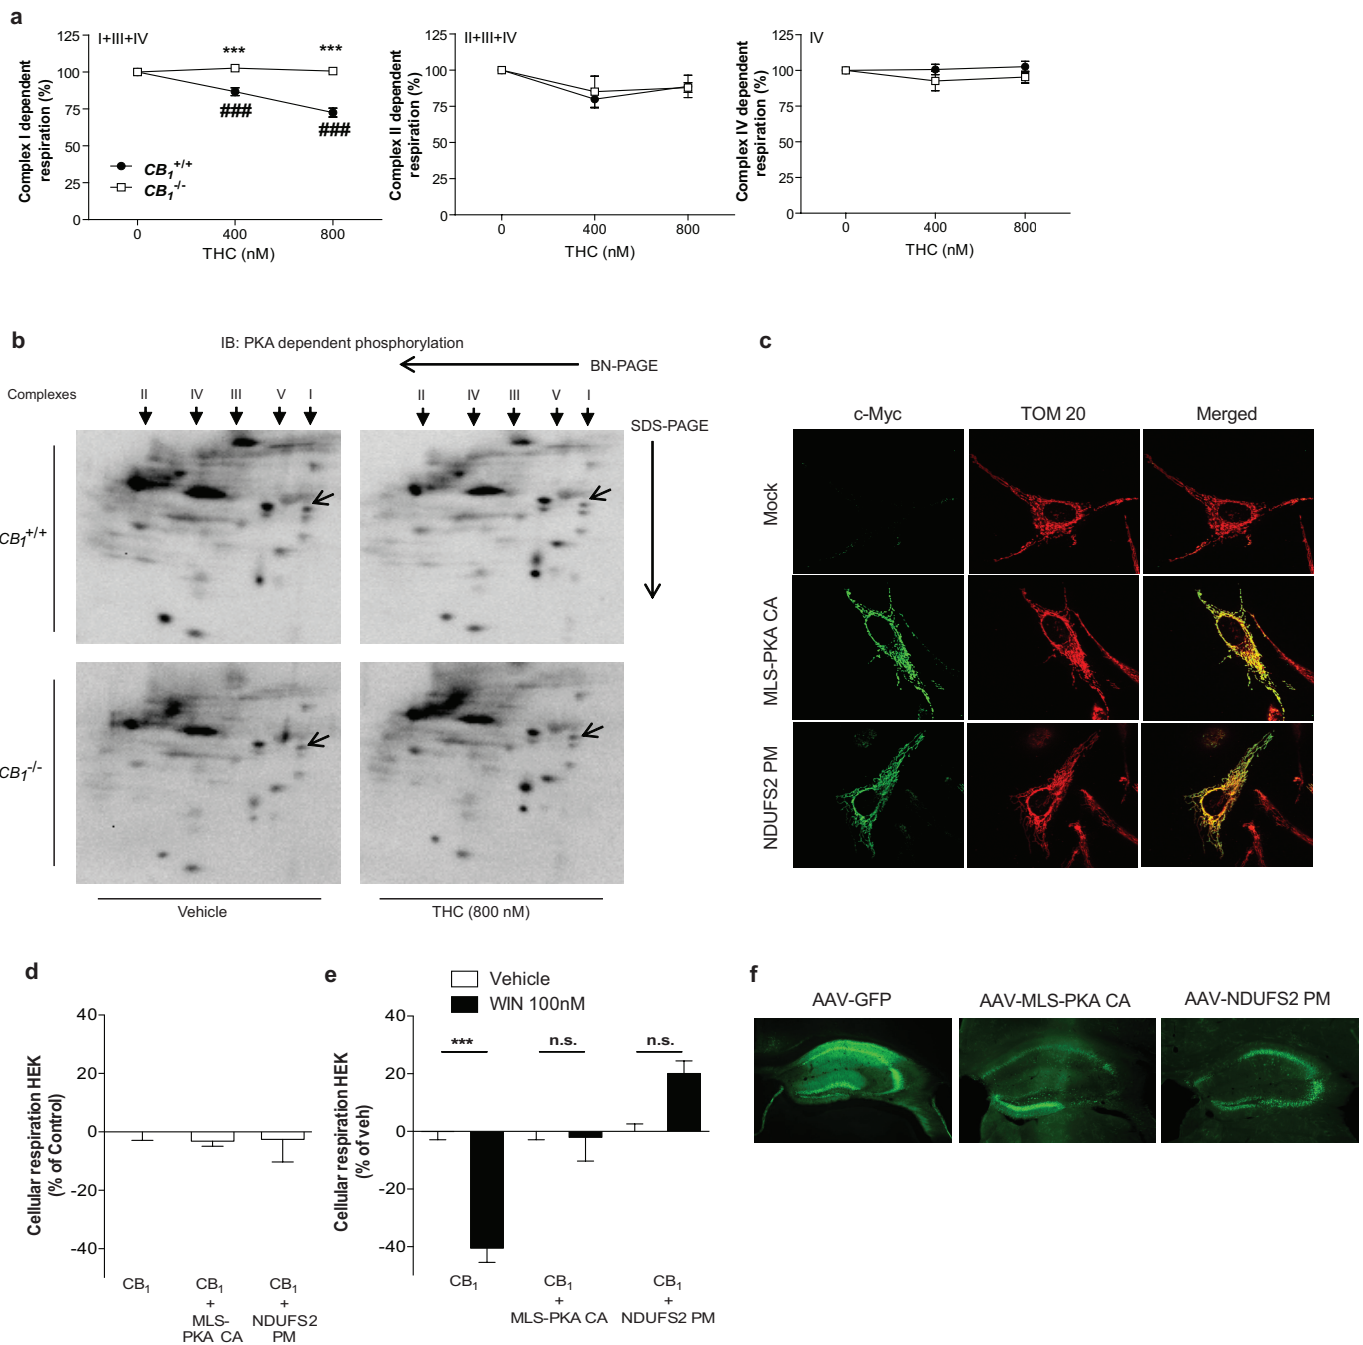 a
I+III+IV
Complex I dependent
respiration (%)
125
100
75
50
25
0
***
***
###
###
CB1+/+
CB1-/-
0
400
800
THC (nM)
II+III+IV
Complex II dependent
respiration (%)
125
100
75
50
25
0
0
400
800
THC (nM)
IV
Complex IV dependent
respiration (%)
125
100
75
50
25
0
0
400
800
THC (nM)
b
IB: PKA dependent phosphorylation
BN-PAGE
Complexes
II
IV
III
V
I
II
IV
III
V
I
SDS-PAGE
CB1+/+
CB1-/-
Vehicle
THC (800 nM)
c
c-Myc
TOM 20
Merged
Mock
MLS-PKA CA
NDUFS2 PM
d
Cellular respiration HEK
(% of Control)
40
20
0
-20
-40
CB1
CB1
+
MLS-
PKA CA
CB1
+
NDUFS2
PM
e
Vehicle
WIN 100nM
Cellular respiration HEK
(% of veh)
40
20
0
-20
-40
***
n.s.
n.s.
CB1
CB1
+
MLS-PKA CA
CB1
+
NDUFS2 PM
f
AAV-GFP
AAV-MLS-PKA CA
AAV-NDUFS2 PM